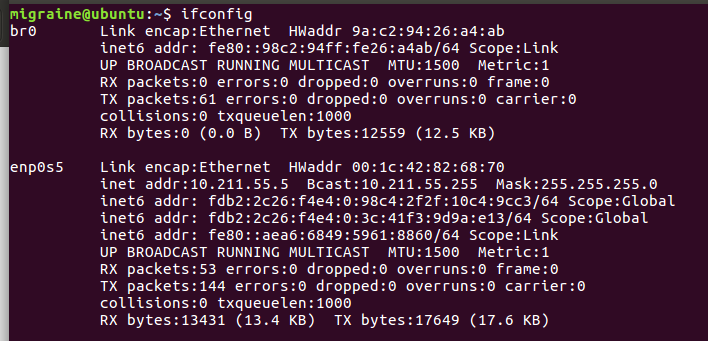 migraine@ubuntu:~$ ifconfig
br0 Link encap:Ethernet HWaddr 9a:c2:94:26:a4:ab
inet6 addr: fe80::98c2:94ff:fe26:a4ab/64 Scope:Link
UP BROADCAST RUNNING MULTICAST MTU:1500 Metric:1
RX packets:0 errors:0 dropped:0 overruns:0 frame:0
TX packets:61 errors:0 dropped:0 overruns:0 carrier:0
collisions:0 txqueuelen:1000
RX bytes:0 (0.0 B) TX bytes:12559 (12.5 KB)
enp0s5 Link encap:Ethernet HWaddr 00:1c:42:82:68:70
inet addr:10.211.55.5 Bcast:10.211.55.255 Mask:255.255.255.0
inet6 addr: fdb2:2c26:f4e4:0:98c4:2f2f:10c4:9cc3/64 Scope:Global
inet6 addr: fdb2:2c26:f4e4:0:3c:41f3:9d9a:e13/64 Scope:Global
inet6 addr: fe80::aea6:6849:5961:8860/64 Scope:Link
UP BROADCAST RUNNING MULTICAST MTU:1500 Metric:1
RX packets:53 errors:0 dropped:0 overruns:0 frame:0
TX packets:144 errors:0 dropped:0 overruns:0 carrier:0
collisions:0 txqueuelen:1000
RX bytes:13431 (13.4 KB) TX bytes:17649 (17.6 KB)